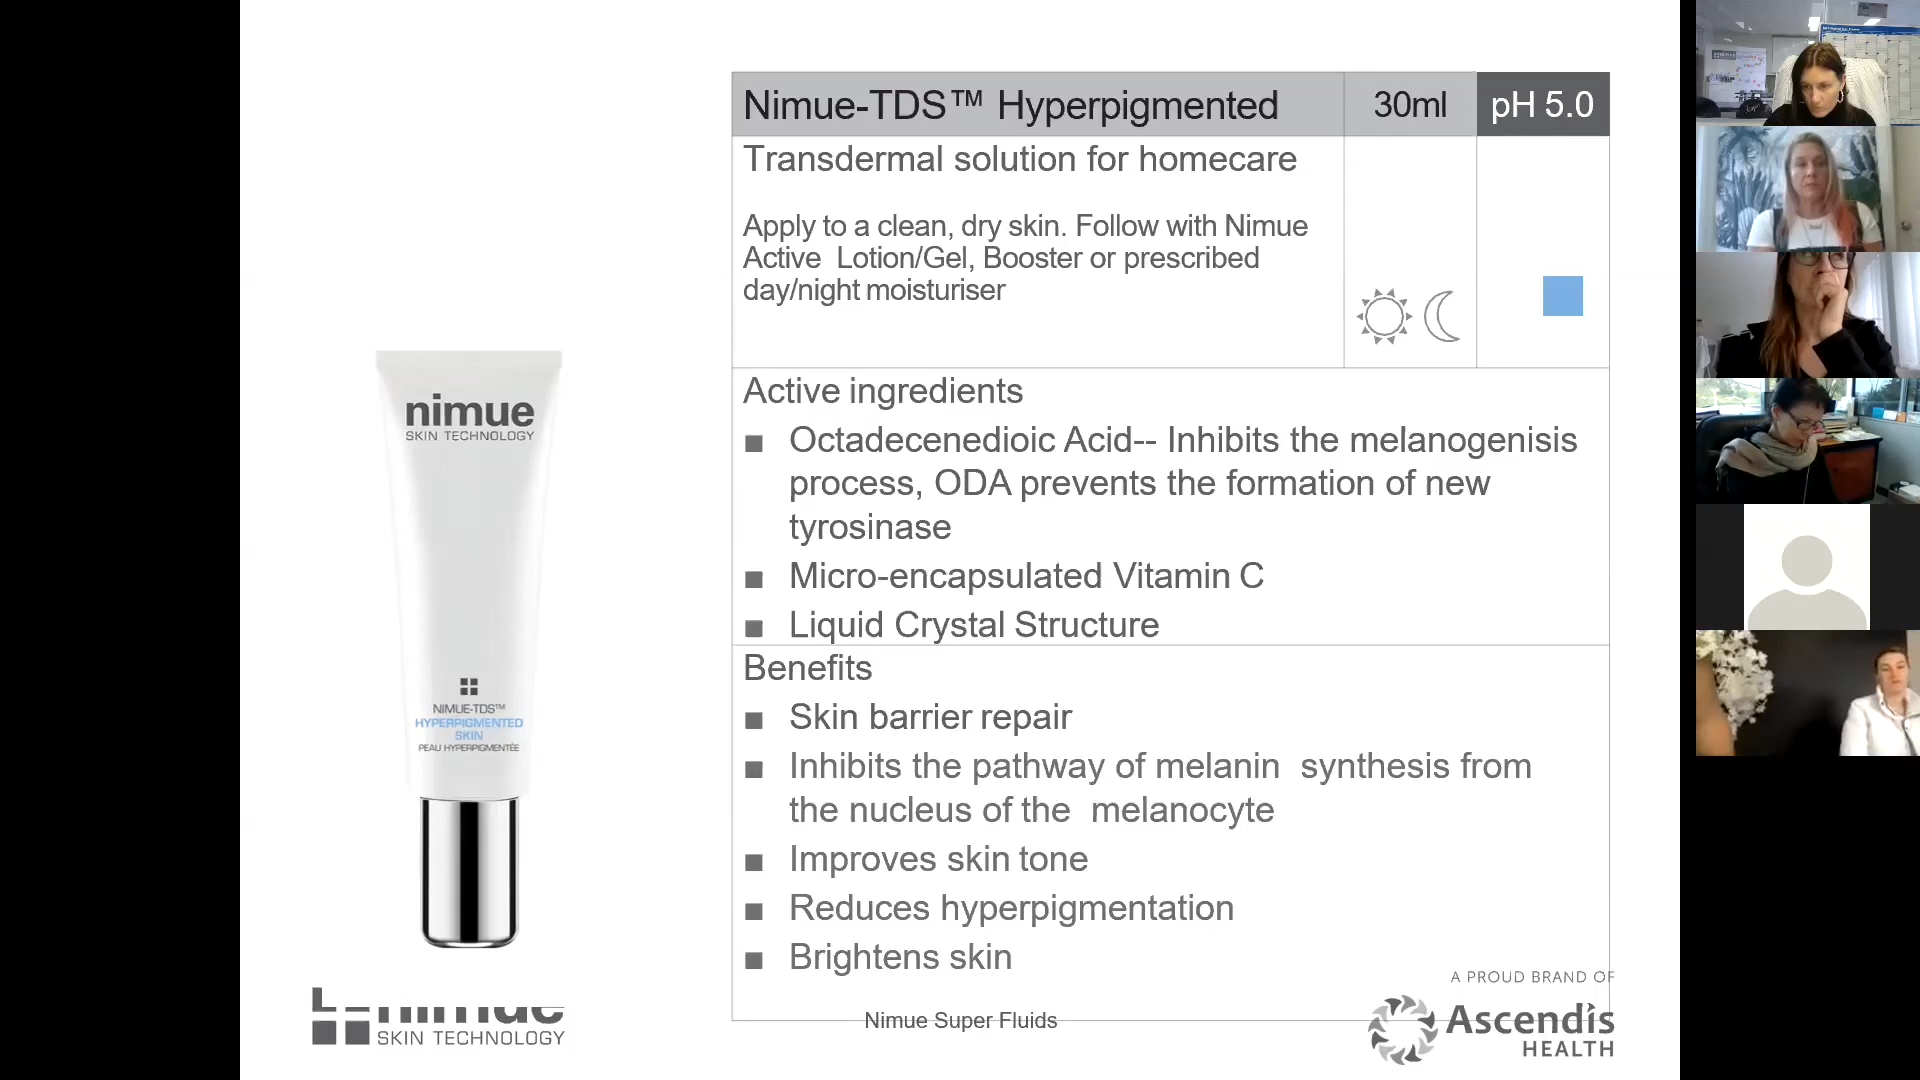 Nimue-TDS™ Hyperpigmented 30ml pH 5.0
Transdermal solution for homecare
Apply to a clean, dry skin. Follow with Nimue
Active Lotion/Gel, Booster or prescribed
day/night moisturiser
Active ingredients
■ Octadecenedioic Acid-- Inhibits the melanogenisis
process, ODA prevents the formation of new
tyrosinase
■ Micro-encapsulated Vitamin C
■ Liquid Crystal Structure
Benefits
■ Skin barrier repair
■ Inhibits the pathway of melanin synthesis from
the nucleus of the melanocyte
■ Improves skin tone
■ Reduces hyperpigmentation
■ Brightens skin
nimue
SKIN TECHNOLOGY
NIMUE-TDS™
HYPERPIGMENTED
SKIN
PEAU HYPERPIGMENTÉE
nimue
SKIN TECHNOLOGY
Nimue Super Fluids
A PROUD BRAND OF
Ascendis
HEALTH